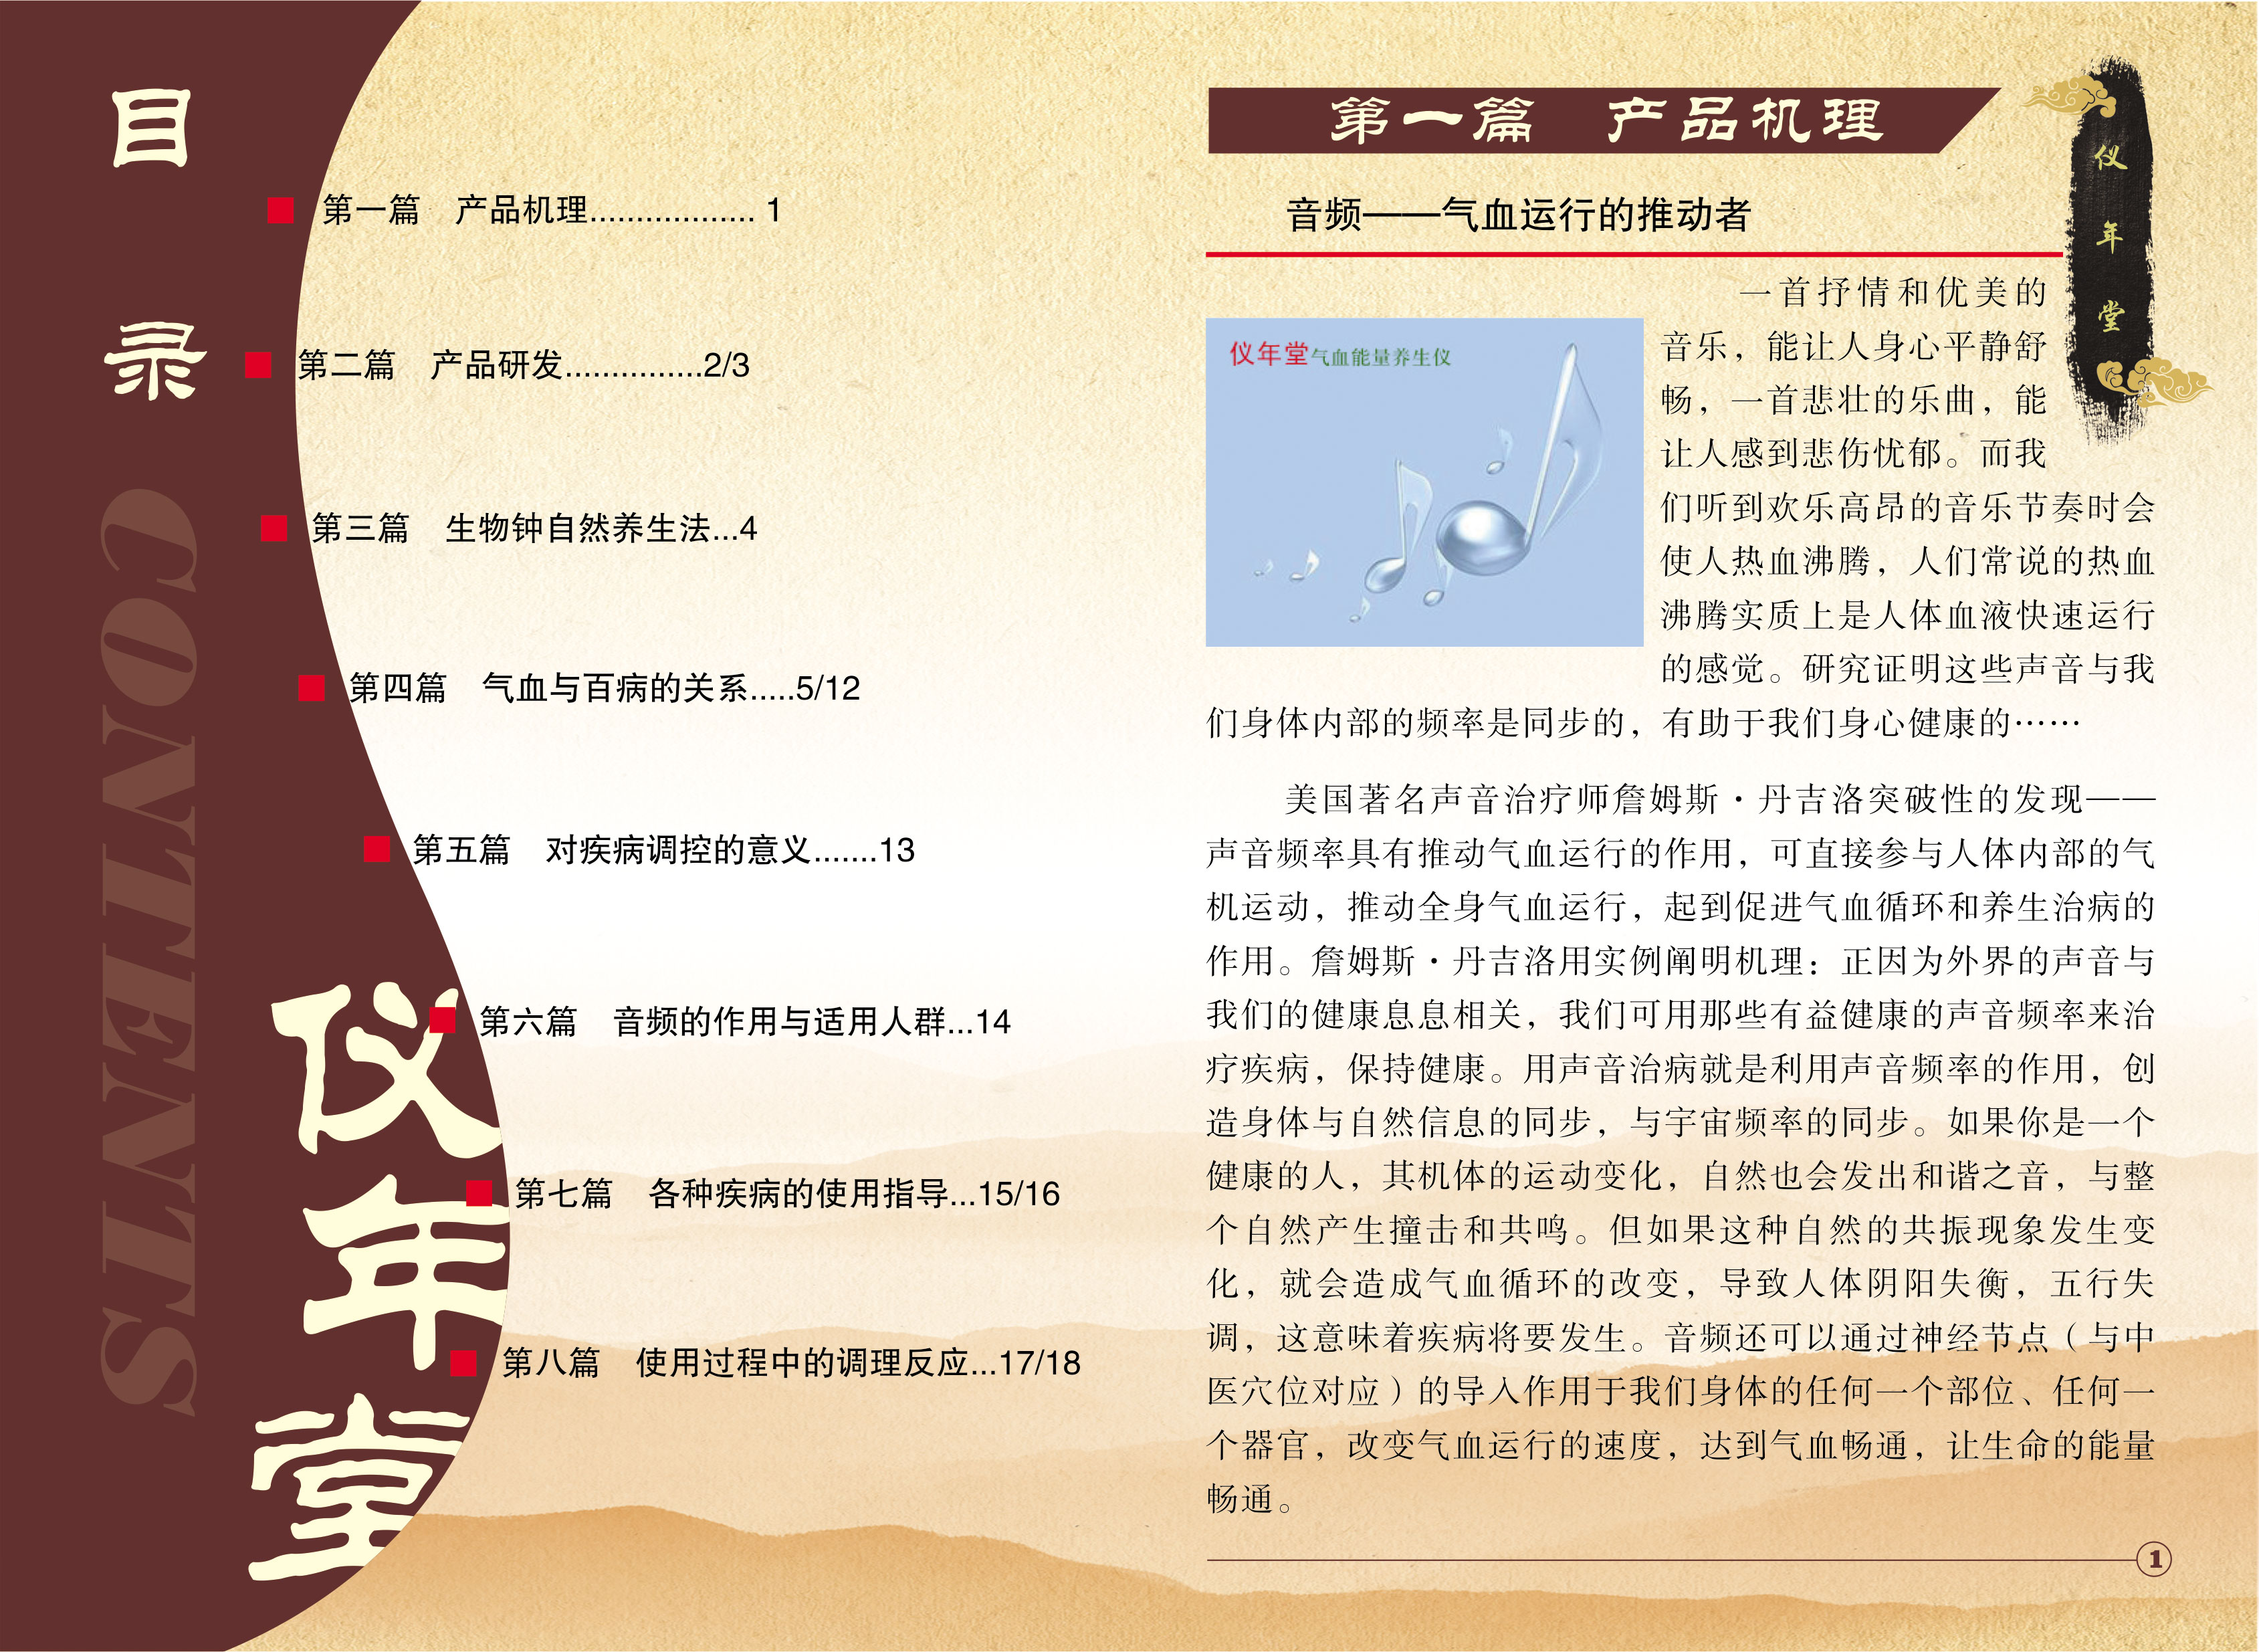 目录
CONTENTS
第一篇 产品机理.................. 1
第二篇 产品研发...............2/3
第三篇 生物钟自然养生法...4
第四篇 气血与百病的关系.....5/12
第五篇 对疾病调控的意义.......13
第六篇 音频的作用与适用人群...14
第七篇 各种疾病的使用指导...15/16
第八篇 使用过程中的调理反应...17/18
仪年堂
第一篇 产品机理
仪年堂
音频——气血运行的推动者
仪年堂气血能量养生仪
一首抒情和优美的
音乐，能让人身心平静舒
畅，一首悲壮的乐曲，能
让人感到悲伤忧郁。而我
们听到欢乐高昂的音乐节奏时会
使人热血沸腾，人们常说的热血
沸腾实质上是人体血液快速运行
的感觉。研究证明这些声音与我
们身体内部的频率是同步的，有助于我们身心健康的……
美国著名声音治疗师詹姆斯·丹吉洛突破性的发现——
声音频率具有推动气血运行的作用，可直接参与人体内部的气
机运动，推动全身气血运行，起到促进气血循环和养生治病的
作用。詹姆斯·丹吉洛用实例阐明机理：正因为外界的声音与
我们的健康息息相关，我们可用那些有益健康的声音频率来治
疗疾病，保持健康。用声音治病就是利用声音频率的作用，创
造身体与自然信息的同步，与宇宙频率的同步。如果你是一个
健康的人，其机体的运动变化，自然也会发出和谐之音，与整
个自然产生撞击和共鸣。但如果这种自然的共振现象发生变
化，就会造成气血循环的改变，导致人体阴阳失衡，五行失
调，这意味着疾病将要发生。音频还可以通过神经节点（与中
医穴位对应）的导入作用于我们身体的任何一个部位、任何一
个器官，改变气血运行的速度，达到气血畅通，让生命的能量
畅通。
1